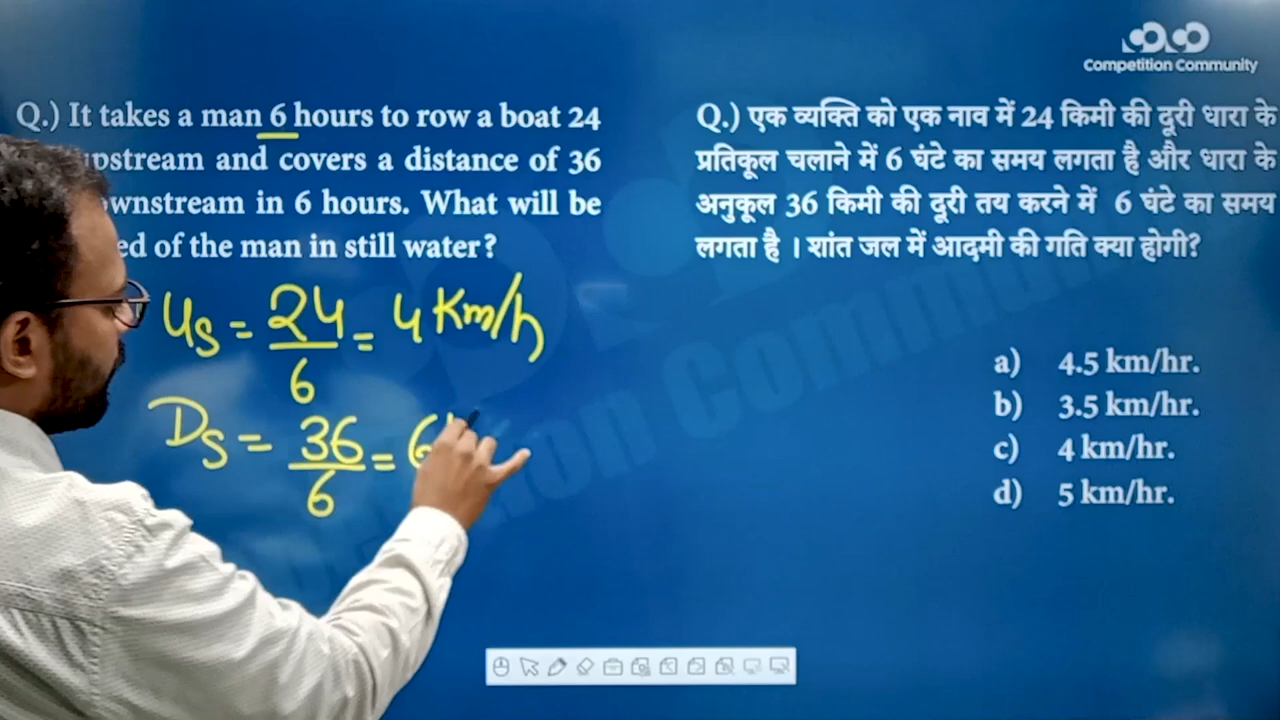 Competition Community
Q.) It takes a man 6 hours to row a boat 24
upstream and covers a distance of 36
in 6 hours. What will be
of the man in still water?
Q.) एक व्यक्ति को एक नाव में 24 किमी की दूरी धारा के
प्रतिकूल चलाने में 6 घंटे का समय लगता है और धारा के
अनुकूल 36 किमी की दूरी तय करने में 6 घंटे का समय
लगता है । शांत जल में आदमी की गति क्या होगी?
US = 24/6 = 4 Km/h
DS = 36/6 = 6
a) 4.5 km/hr.
b) 3.5 km/hr.
c) 4 km/hr.
d) 5 km/hr.